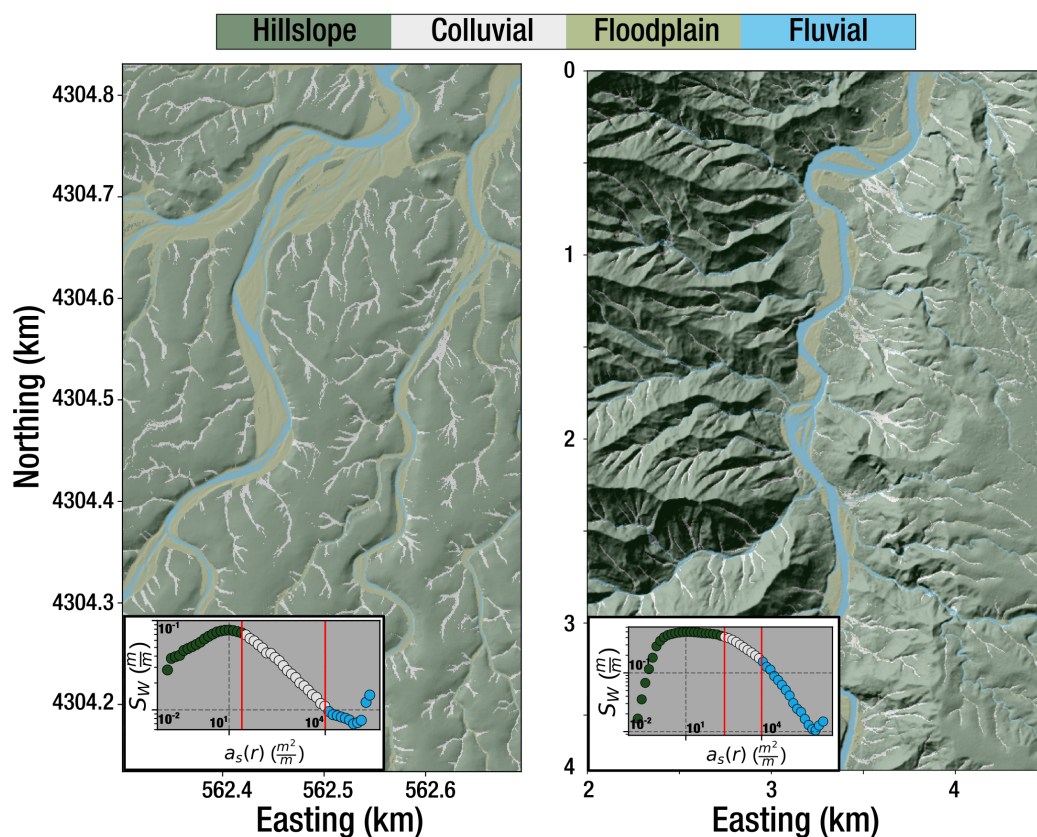 Hillslope Colluvial Floodplain Fluvial
4304.8
4304.7
4304.6
4304.5
4304.4
4304.3
4304.2
Northing (km)
562.4 562.5 562.6
Easting (km)
10⁻¹
10⁻²
10¹ 10⁴
S_W (m/m)
a_s(r) (m²/m)
0
1
2
3
4
2 3 4
Easting (km)
10⁻¹
10⁻²
10¹ 10⁴
S_W (m/m)
a_s(r) (m²/m)